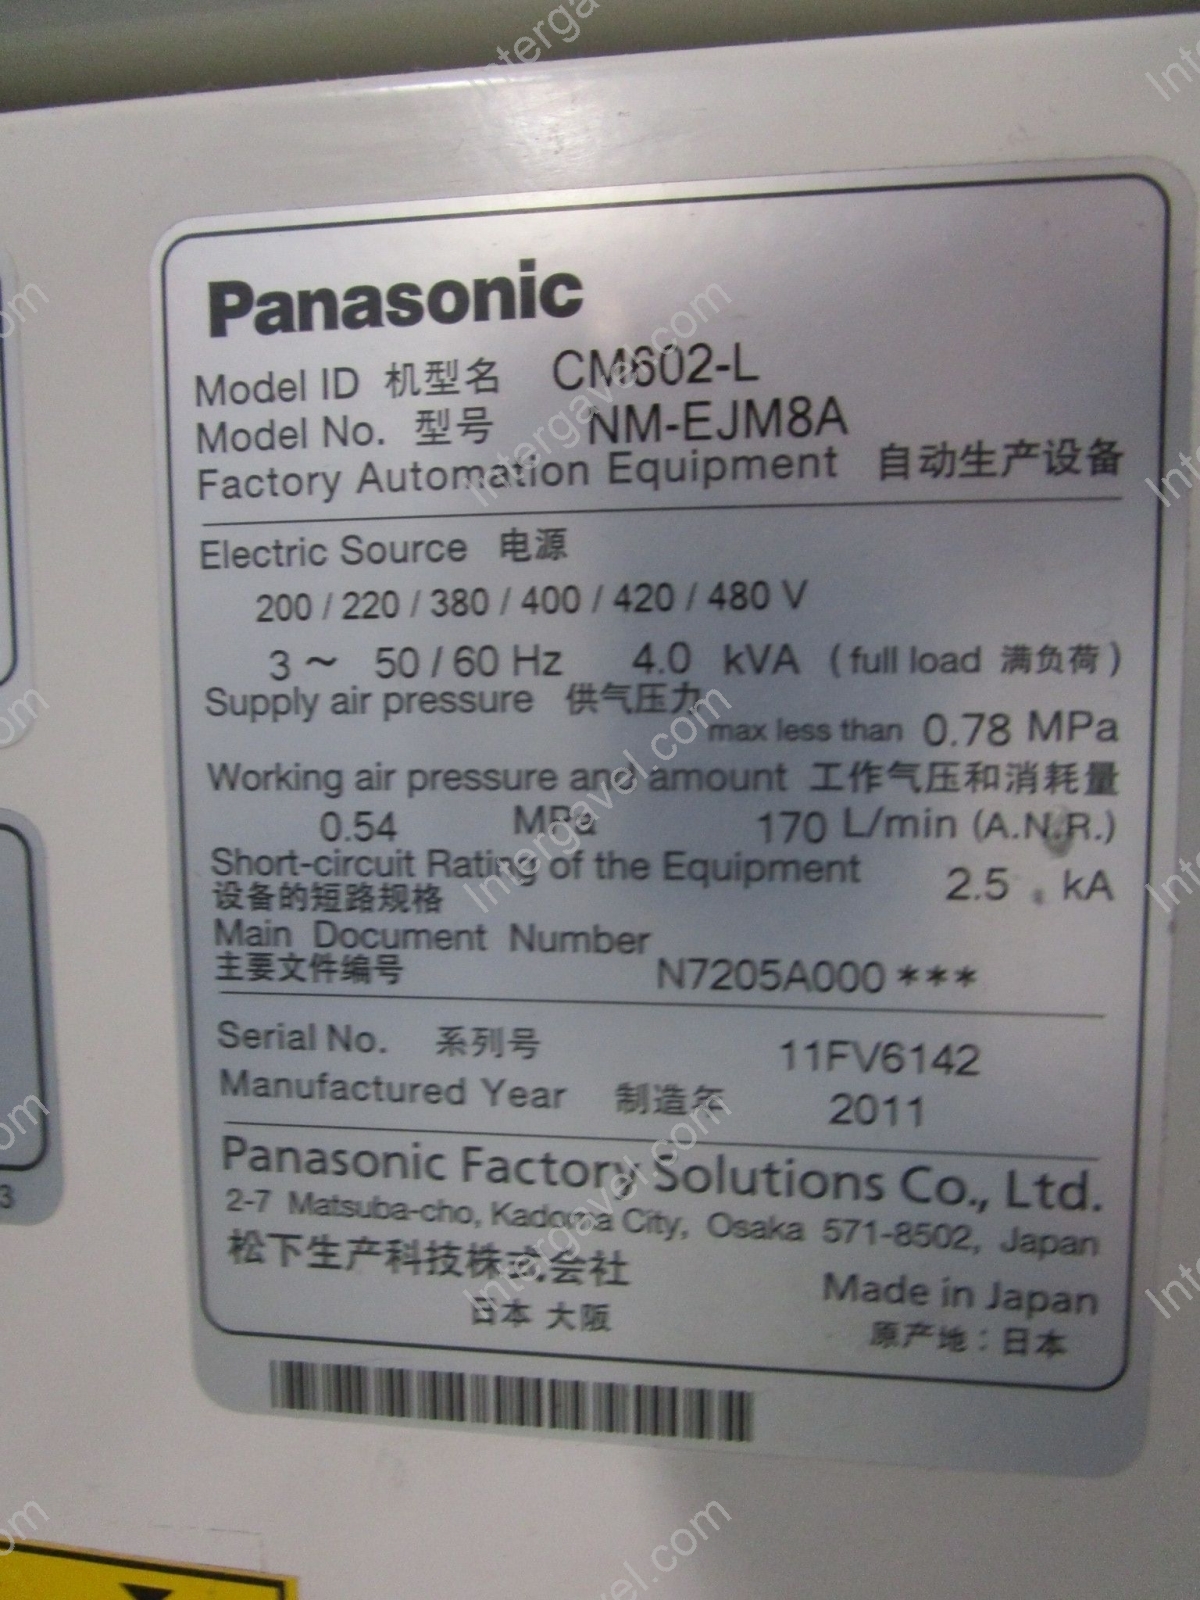 Panasonic
Model ID 机型名 CM602-L
Model No. 型号 NM-EJM8A
Factory Automation Equipment 自动生产设备
Electric Source 电源
200 / 220 / 380 / 400 / 420 / 480 V
3 ~ 50 / 60 Hz 4.0 kVA (full load 满负荷)
Supply air pressure 供气压力
max less than 0.78 MPa
Working air pressure and amount 工作气压和消耗量
0.54 MPa 170 L/min (A.N.R.)
Short-circuit Rating of the Equipment
设备的短路规格 2.5 kA
Main Document Number
主要文件编号 N7205A000***
Serial No. 系列号 11FV6142
Manufactured Year 制造年 2011
Panasonic Factory Solutions Co., Ltd.
2-7 Matsuba-cho, Kadoma City, Osaka 571-8502, Japan
松下生产科技株式会社
日本 大阪
Made in Japan
原产地：日本
3
Intergavel.com
Intergavel.com
Intergavel.com